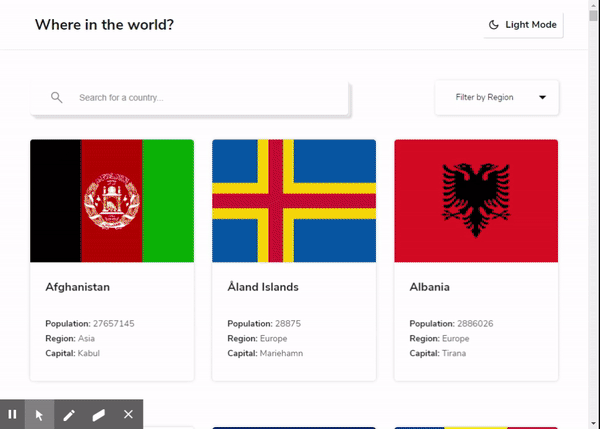 Where in the world?
Light Mode
Search for a country...
Filter by Region
Afghanistan
Population: 27657145
Region: Asia
Capital: Kabul
Åland Islands
Population: 28875
Region: Europe
Capital: Mariehamn
Albania
Population: 2886026
Region: Europe
Capital: Tirana